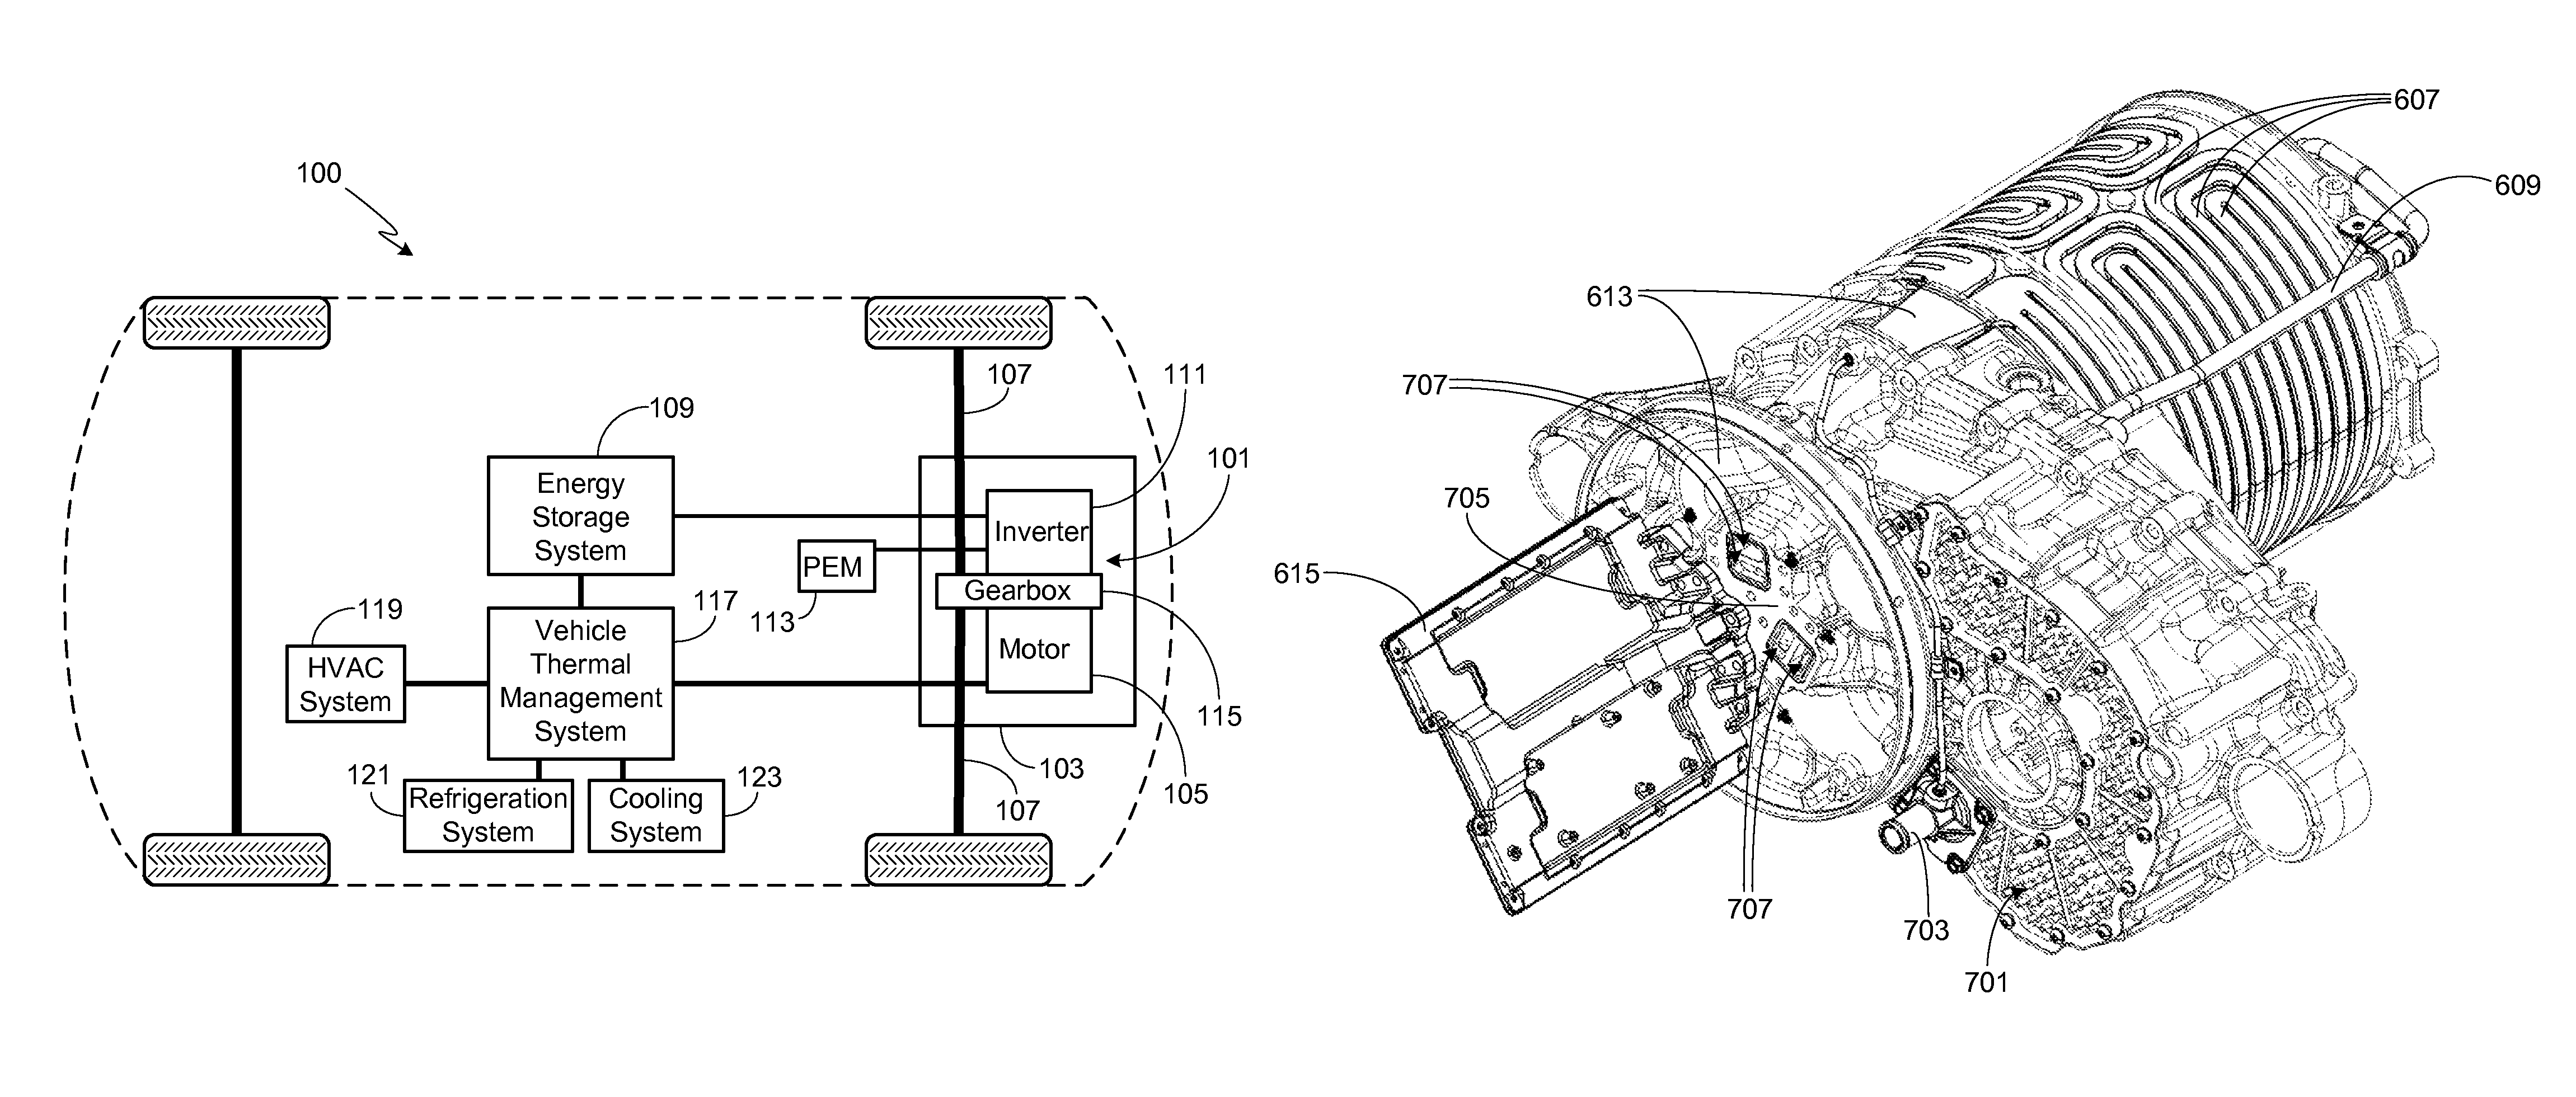 100
109
107
111
101
Energy
Storage
System
Inverter
PEM
Gearbox
113
119
117
Vehicle
Thermal
Management
System
Motor
115
HVAC
System
121
123
103
105
107
Refrigeration
System
Cooling
System
607
609
613
707
705
615
707
703
701